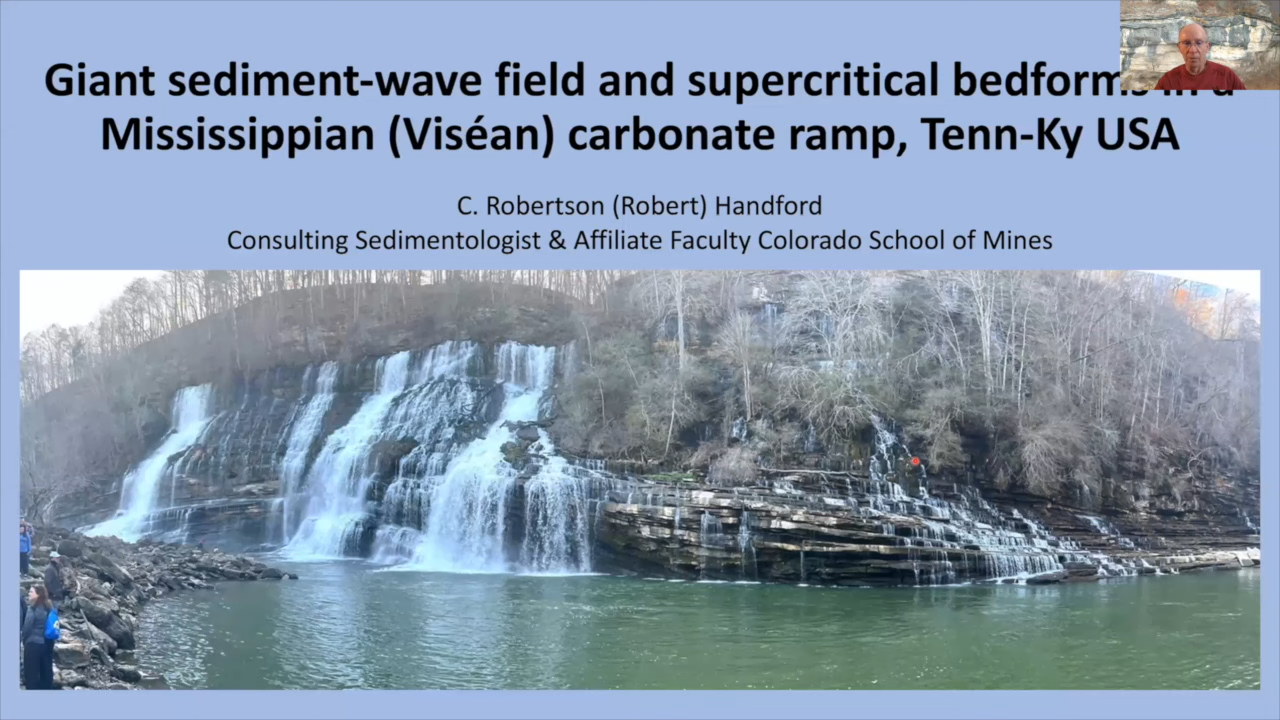 Giant sediment-wave field and supercritical bedforms in a
Mississippian (Viséan) carbonate ramp, Tenn-Ky USA
C. Robertson (Robert) Handford
Consulting Sedimentologist & Affiliate Faculty Colorado School of Mines